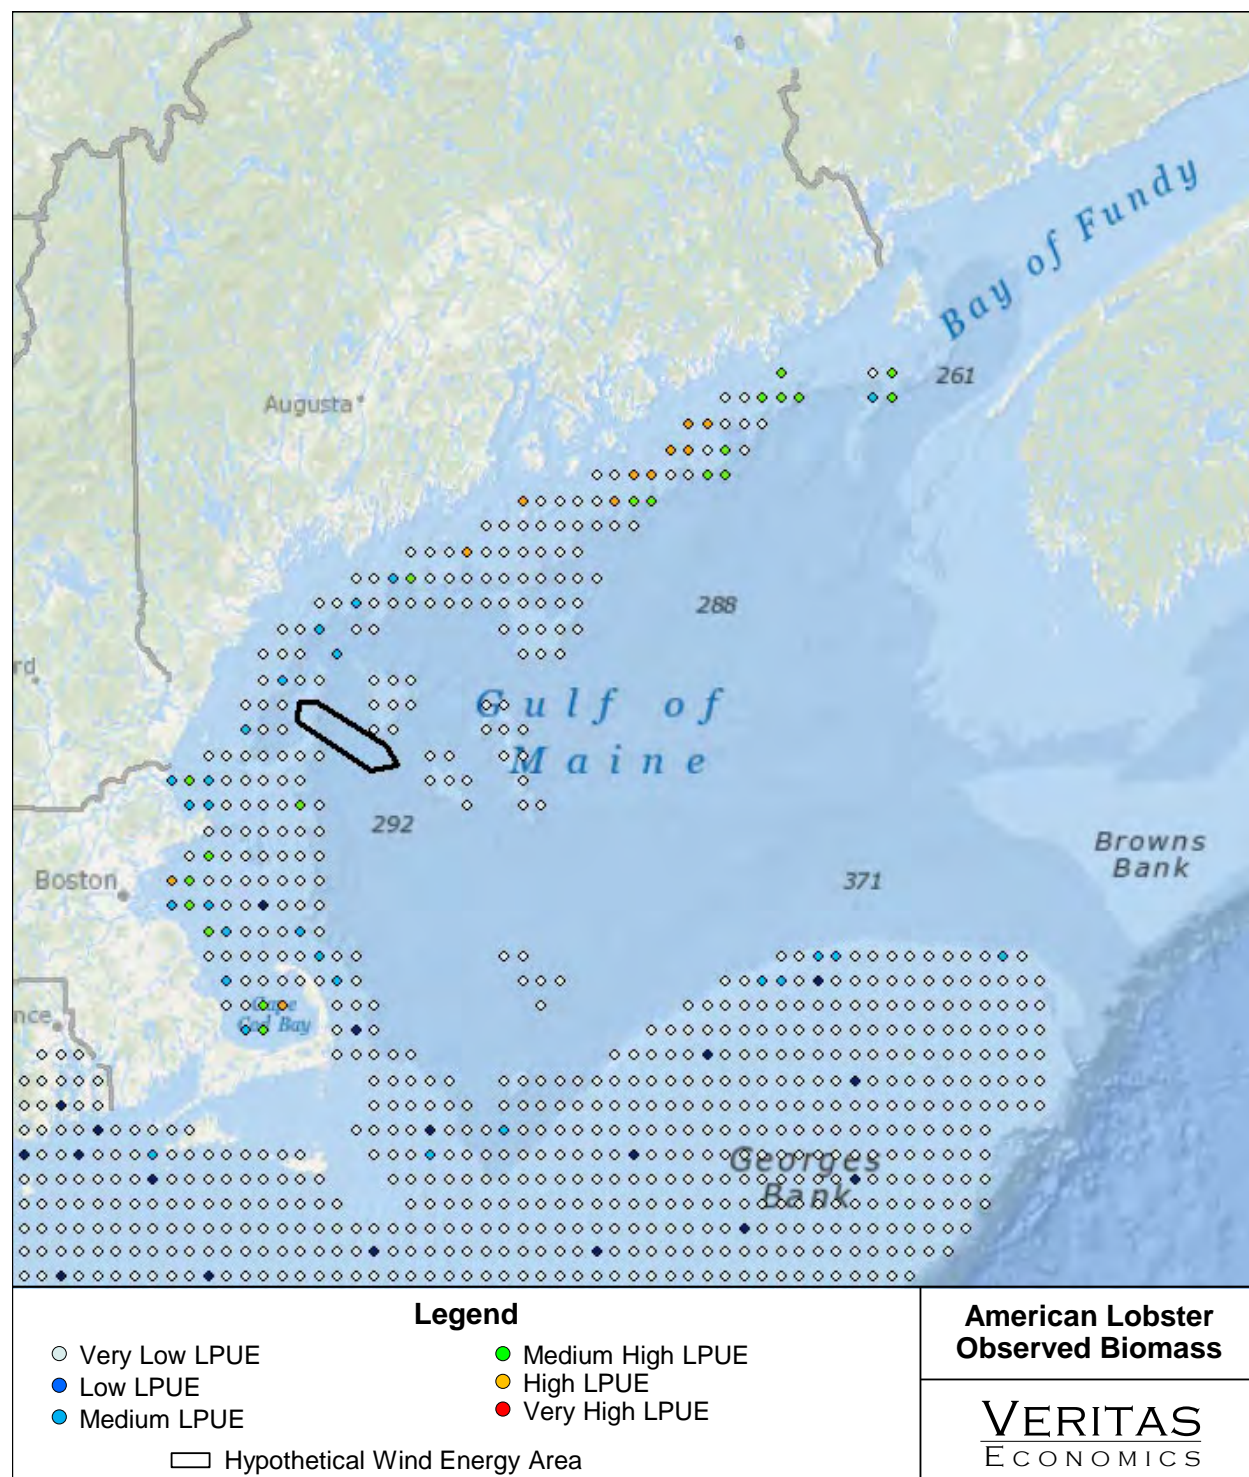 Bay of Fundy
261
Augusta
288
rd
Gulf of
Maine
292
Browns
Bank
Boston
371
Cape
Cod Bay
nce
Georges
Bank
Legend
Very Low LPUE
Low LPUE
Medium LPUE
Medium High LPUE
High LPUE
Very High LPUE
Hypothetical Wind Energy Area
American Lobster
Observed Biomass
VERITAS
ECONOMICS